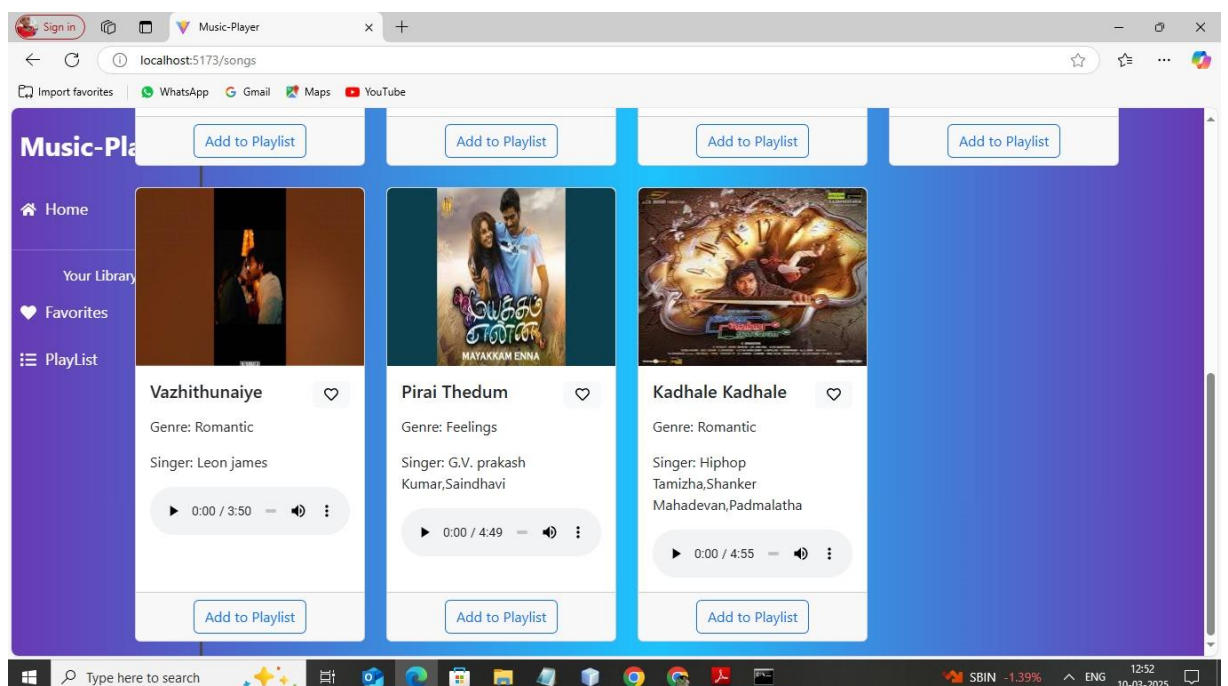 Sign in
Music-Player
localhost:5173/songs
Import favorites
WhatsApp
Gmail
Maps
YouTube
Music-Pla
Add to Playlist
Add to Playlist
Add to Playlist
Add to Playlist
Home
Your Library
Favorites
PlayList
மயக்கம்
என்ன
MAYAKKAM ENNA
Vazhithunaiye
Genre: Romantic
Singer: Leon james
0:00 / 3:50
Add to Playlist
Pirai Thedum
Genre: Feelings
Singer: G.V. prakash
Kumar,Saindhavi
0:00 / 4:49
Add to Playlist
Kadhale Kadhale
Genre: Romantic
Singer: Hiphop
Tamizha,Shanker
Mahadevan,Padmalatha
0:00 / 4:55
Add to Playlist
Type here to search
SBIN -1.39%
ENG
12:52
10-03-2025